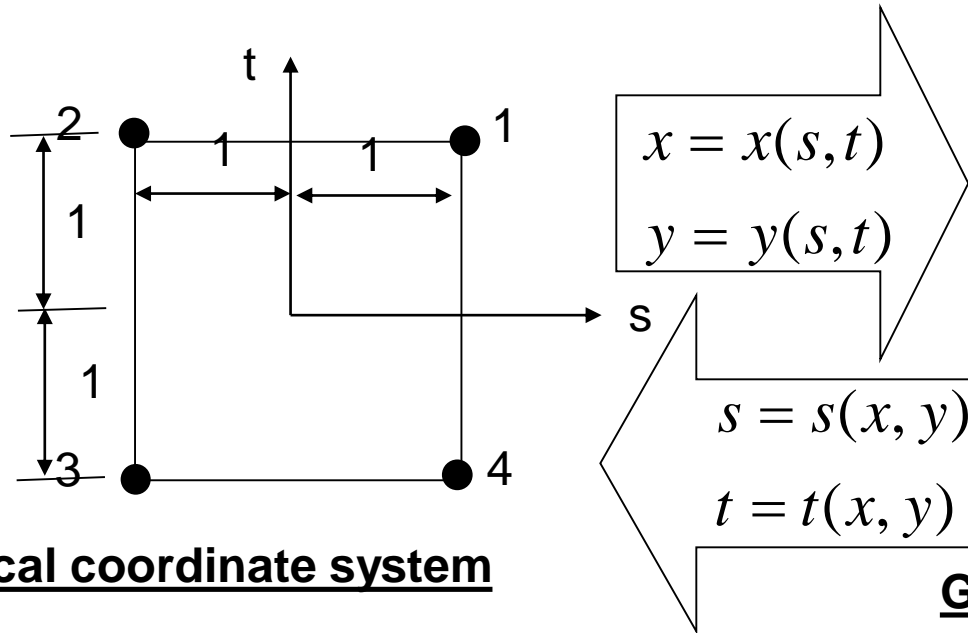 t
2
1
1
1
1
s
1
3
4
x = x(s,t)
y = y(s,t)
s = s(x, y)
t = t(x, y)
cal coordinate system
G